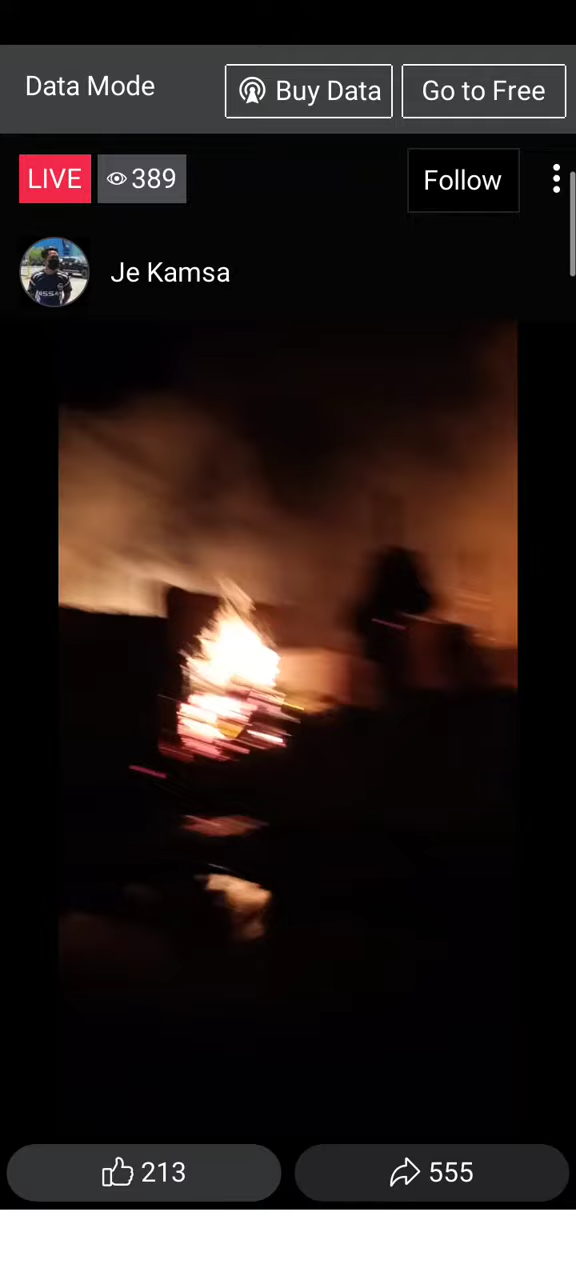 Data Mode
Buy Data
Go to Free
LIVE
389
Follow
Je Kamsa
213
555